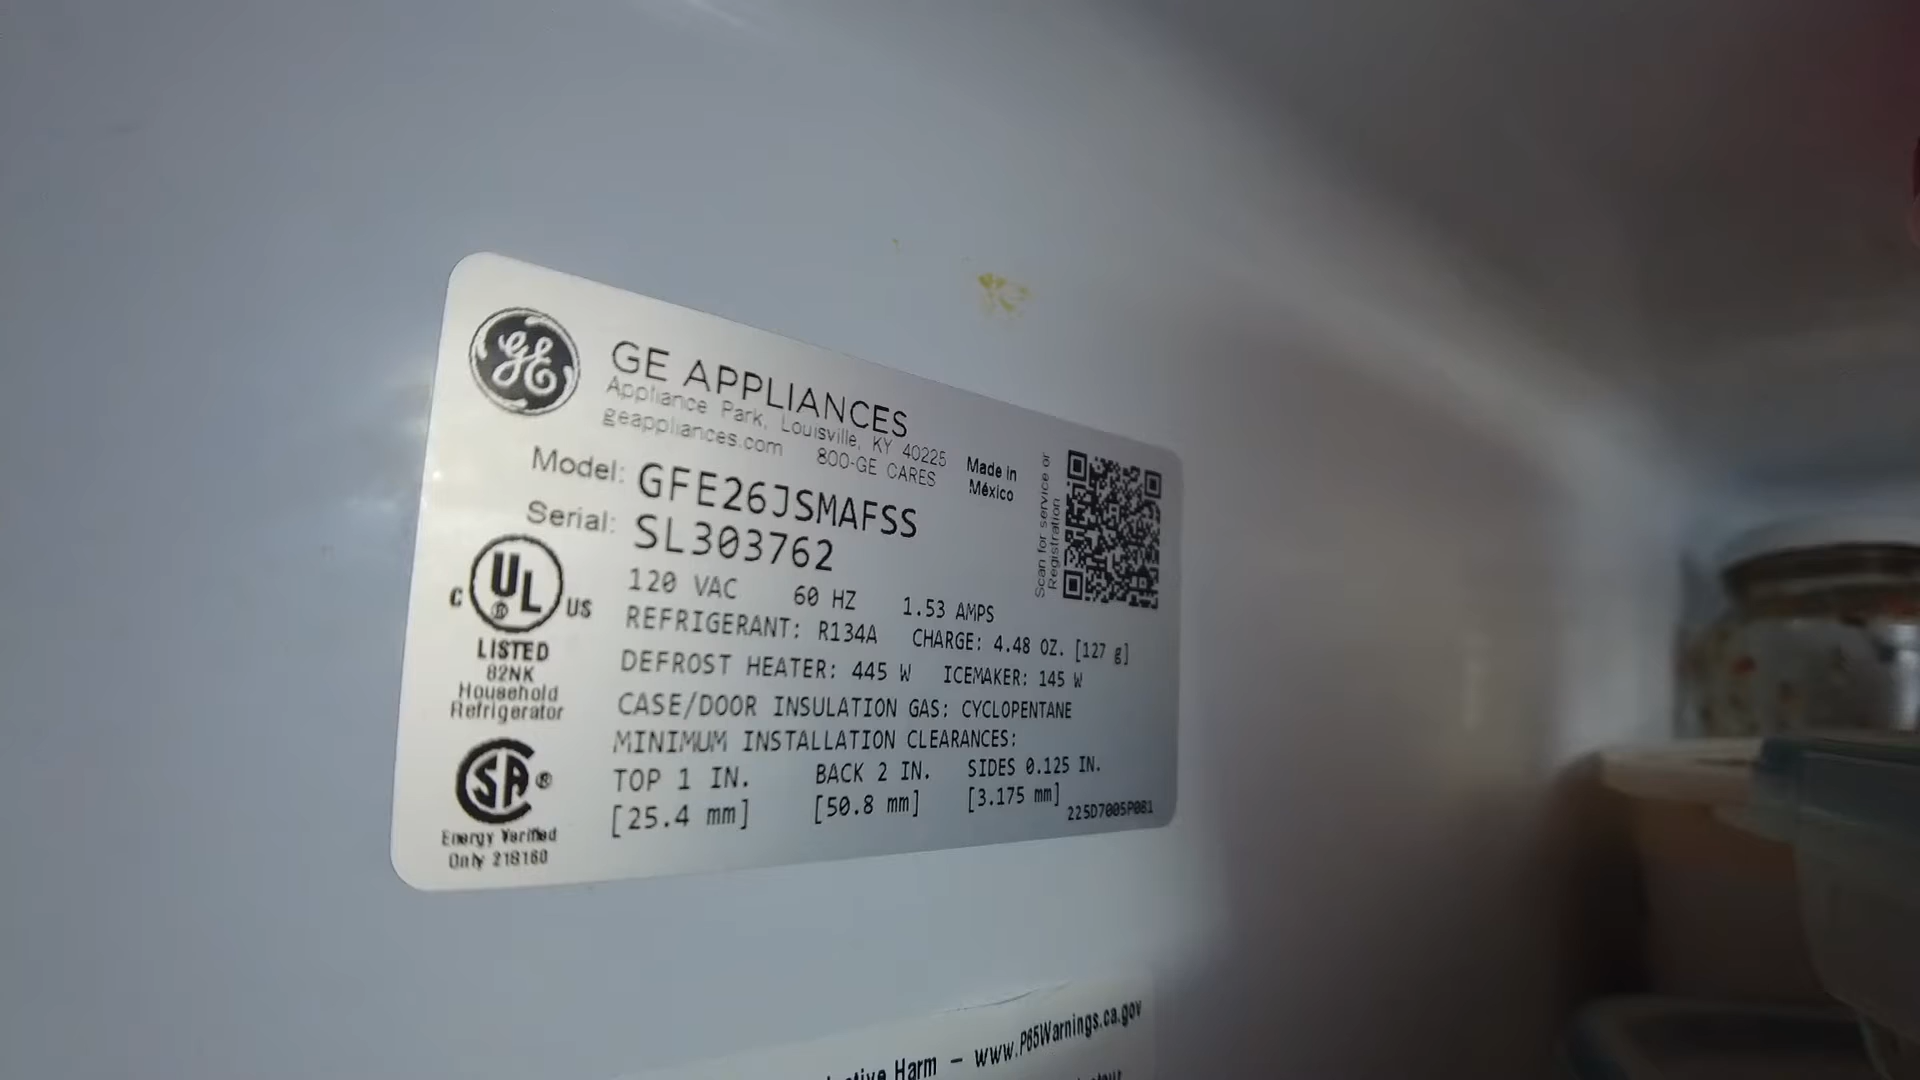 GE
GE APPLIANCES
Appliance Park, Louisville, KY 40225
geappliances.com 800-GE CARES
Made in
México
Scan for service or
Registration
Model: GFE26JSMAFSS
Serial: SL303762
120 VAC 60 HZ 1.53 AMPS
REFRIGERANT: R134A CHARGE: 4.48 OZ. [127 g]
DEFROST HEATER: 445 W ICEMAKER: 145 W
CASE/DOOR INSULATION GAS: CYCLOPENTANE
MINIMUM INSTALLATION CLEARANCES:
TOP 1 IN. BACK 2 IN. SIDES 0.125 IN.
[25.4 mm] [50.8 mm] [3.175 mm]
225D7005P081
C UL ® US
LISTED
82NK
Household
Refrigerator
SA ®
Energy Verified
Only 218160
Harm – www.P65Warnings.ca.gov